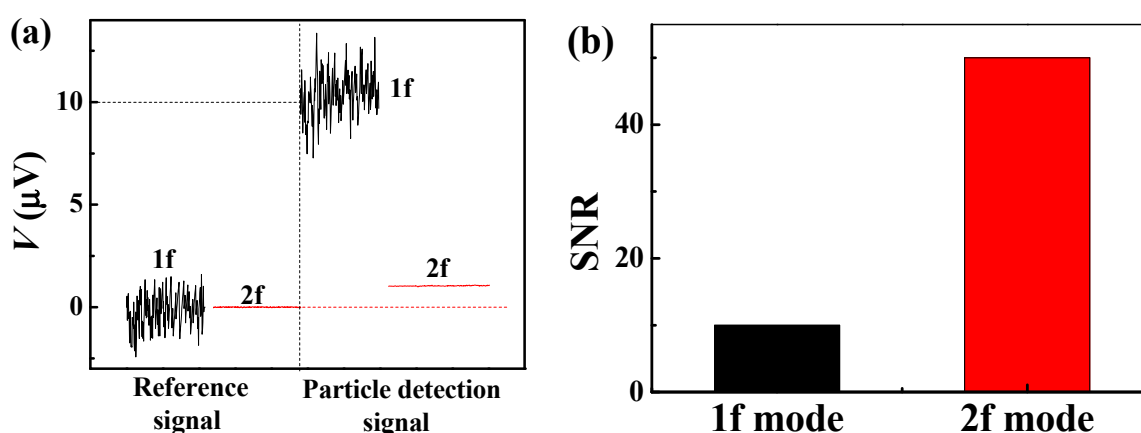 (a)
V (μV)
10
5
0
1f
2f
1f
2f
Reference
signal
Particle detection
signal
(b)
SNR
40
20
0
1f mode
2f mode